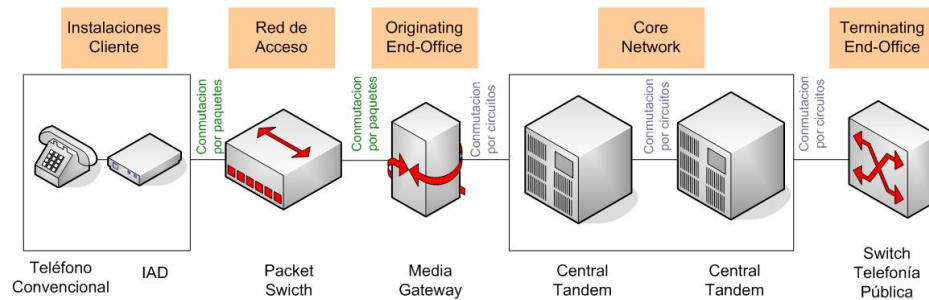 Instalaciones
Cliente
Red de
Acceso
Originating
End-Office
Core
Network
Terminating
End-Office
Conmutacion
por paquetes
Conmutacion
por paquetes
Conmutacion
por circuitos
Conmutacion
por circuitos
Conmutacion
por circuitos
Teléfono
Convencional
IAD
Packet
Swicth
Media
Gateway
Central
Tandem
Central
Tandem
Switch
Telefonía
Pública